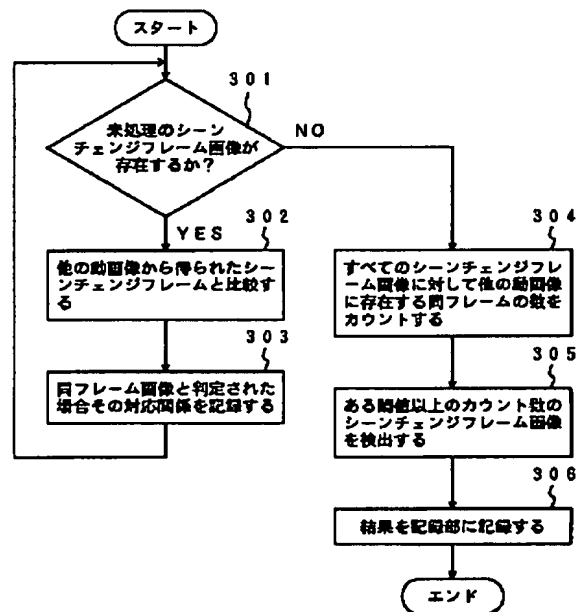 スタート
301
未処理のシーン
チェンジフレーム画像が
存在するか?
NO
YES
302
他の動画像から得られたシー
ンチェンジフレームと比較す
る
303
同フレーム画像と判定された
場合その対応関係を記録する
304
すべてのシーンチェンジフレ
ーム画像に対して他の動画像
に存在する同フレームの数を
カウントする
305
ある閾値以上のカウント数の
シーンチェンジフレーム画像
を検出する
306
結果を記録部に記録する
エンド